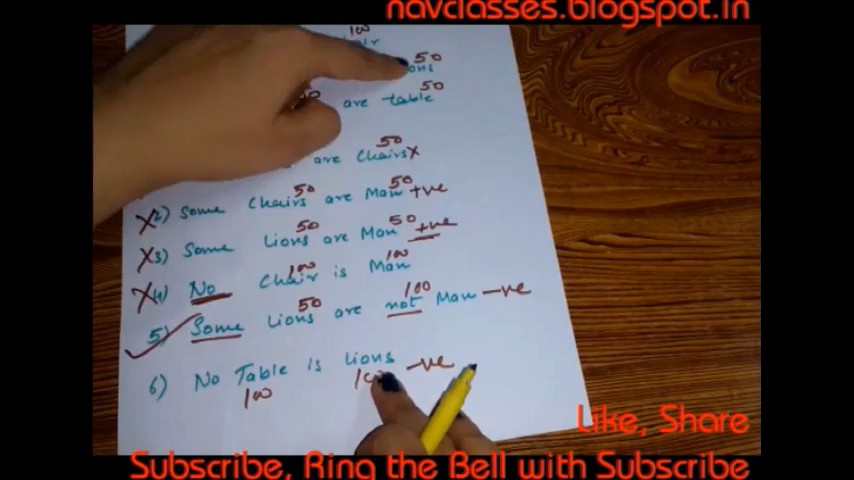 navclasses.blogspot.in
100
50
50
are table
50
are Chairs X
50 50
X 2) Some Chairs are Man +ve
50 50
X 3) Some Lions are Man +ve
100 100
X 4) No Chair is Man
50 100
5) Some Lions are not Man -ve
6) No Table is Lions -ve
100
Like, Share
Subscribe, Ring the Bell with Subscribe